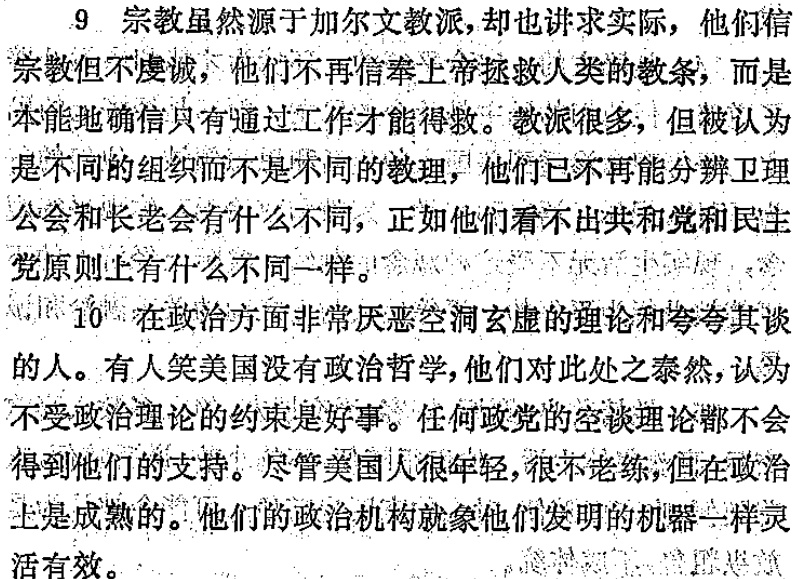 9 宗教虽然源于加尔文教派,却也讲求实际,他们信
宗教但不虔诚,他们不再信奉上帝拯救人类的教条,而是
本能地确信只有通过工作才能得救。教派很多,但被认为
是不同的组织而不是不同的教理,他们已不再能分辨卫理
公会和长老会有什么不同,正如他们看不出共和党和民主
党原则上有什么不同一样。
10 在政治方面非常厌恶空洞玄虚的理论和夸夸其谈
的人。有人笑美国没有政治哲学,他们对此处之泰然,认为
不受政治理论的约束是好事。任何政党的空谈理论都不会
得到他们的支持。尽管美国人很年轻,很不老练,但在政治
上是成熟的。他们的政治机构就象他们发明的机器一样灵
活有效。